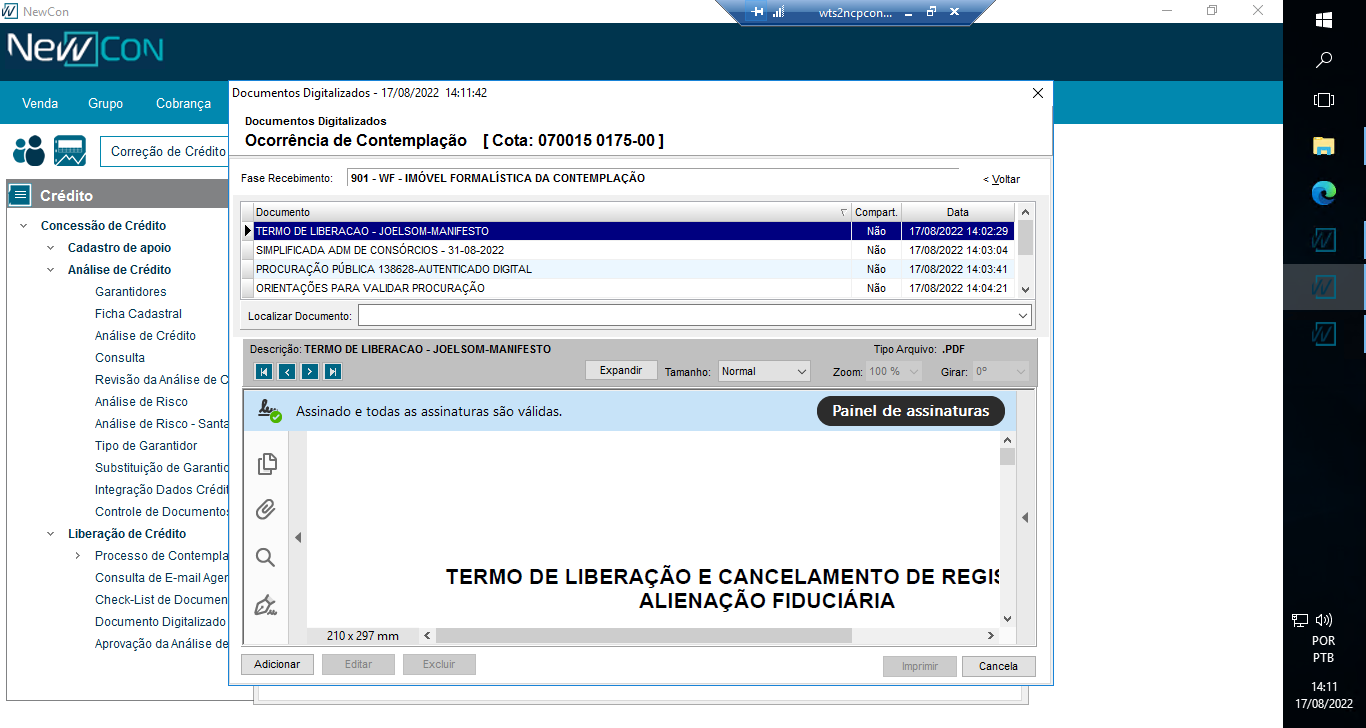 NewCon
wts2ncpcon...
NewCon
Venda Grupo Cobrança
Correção de Crédito
Crédito
Concessão de Crédito
Cadastro de apoio
Análise de Crédito
Garantidores
Ficha Cadastral
Análise de Crédito
Consulta
Revisão da Análise de C
Análise de Risco
Análise de Risco - Santa
Tipo de Garantidor
Substituição de Garantid
Integração Dados Crédit
Controle de Documentos
Liberação de Crédito
Processo de Contempla
Consulta de E-mail Agen
Check-List de Documen
Documento Digitalizado
Aprovação da Análise de
Documentos Digitalizados - 17/08/2022 14:11:42
Documentos Digitalizados
Ocorrência de Contemplação [ Cota: 070015 0175-00 ]
Fase Recebimento: 901 - WF - IMÓVEL FORMALÍSTICA DA CONTEMPLAÇÃO < Voltar
Documento Compart. Data
TERMO DE LIBERACAO - JOELSOM-MANIFESTO Não 17/08/2022 14:02:29
SIMPLIFICADA ADM DE CONSÓRCIOS - 31-08-2022 Não 17/08/2022 14:03:04
PROCURAÇÃO PÚBLICA 138628-AUTENTICADO DIGITAL Não 17/08/2022 14:03:41
ORIENTAÇÕES PARA VALIDAR PROCURAÇÃO Não 17/08/2022 14:04:21
Localizar Documento:
Descrição: TERMO DE LIBERACAO - JOELSOM-MANIFESTO Tipo Arquivo: .PDF
Expandir Tamanho: Normal Zoom: 100 % Girar: 0º
Assinado e todas as assinaturas são válidas. Painel de assinaturas
TERMO DE LIBERAÇÃO E CANCELAMENTO DE REGIS
ALIENAÇÃO FIDUCIÁRIA
210 x 297 mm
Adicionar Editar Excluir Imprimir Cancela
POR
PTB
14:11
17/08/2022